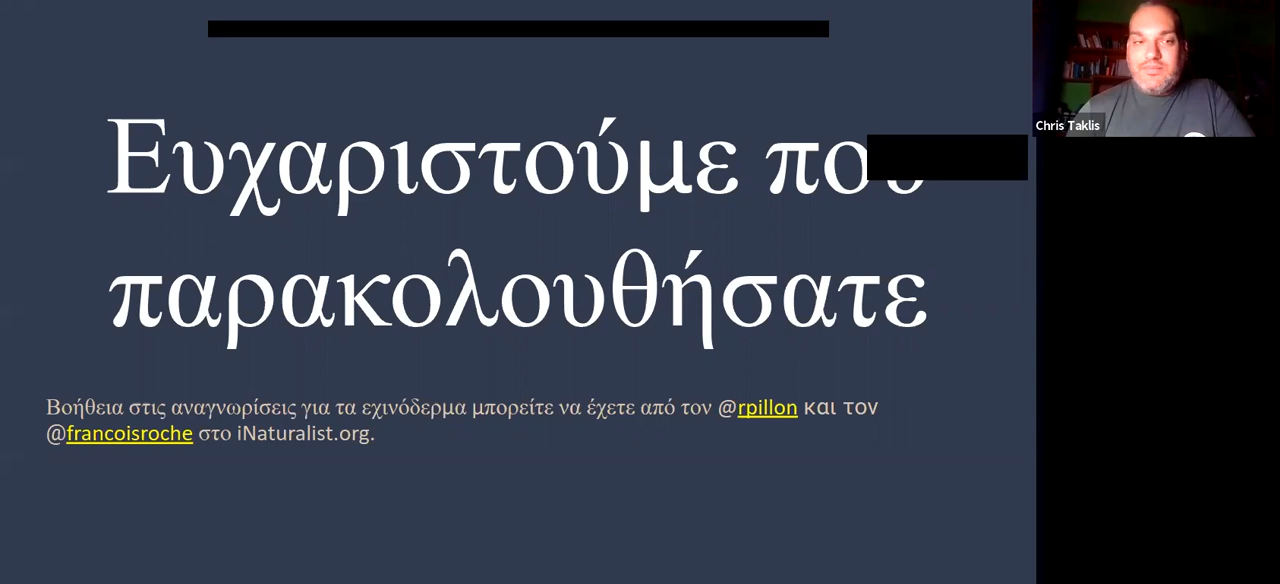 Ευχαριστούμε που
παρακολουθήσατε
Βοήθεια στις αναγνωρίσεις για τα εχινόδερμα μπορείτε να έχετε από τον @rpillon και τον
@francoisroche στο iNaturalist.org.
Chris Taklis